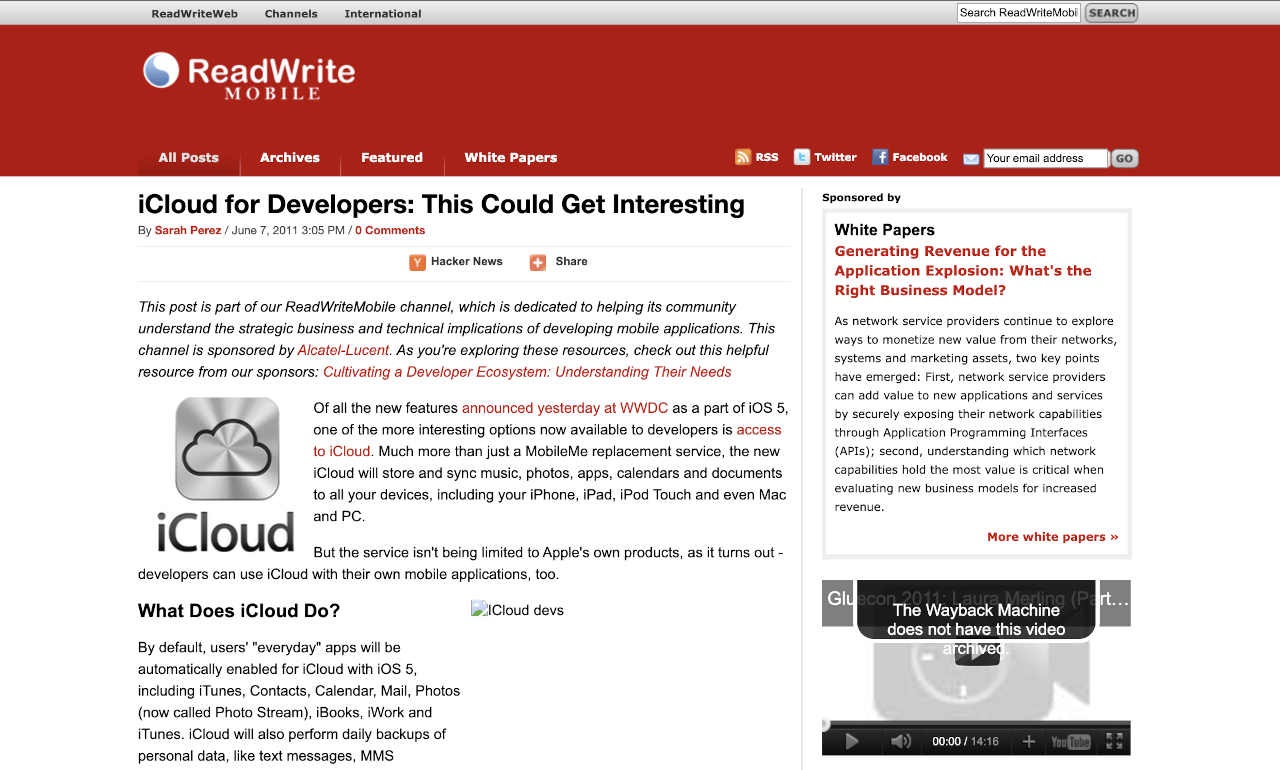 ReadWriteWeb Channels International
Search ReadWriteMobil SEARCH
ReadWrite
MOBILE
All Posts Archives Featured White Papers
RSS Twitter Facebook Your email address GO
iCloud for Developers: This Could Get Interesting
By Sarah Perez / June 7, 2011 3:05 PM / 0 Comments
Y Hacker News Share
This post is part of our ReadWriteMobile channel, which is dedicated to helping its community
understand the strategic business and technical implications of developing mobile applications. This
channel is sponsored by Alcatel-Lucent. As you're exploring these resources, check out this helpful
resource from our sponsors: Cultivating a Developer Ecosystem: Understanding Their Needs
iCloud
Of all the new features announced yesterday at WWDC as a part of iOS 5,
one of the more interesting options now available to developers is access
to iCloud. Much more than just a MobileMe replacement service, the new
iCloud will store and sync music, photos, apps, calendars and documents
to all your devices, including your iPhone, iPad, iPod Touch and even Mac
and PC.
But the service isn't being limited to Apple's own products, as it turns out -
developers can use iCloud with their own mobile applications, too.
What Does iCloud Do?
ICloud devs
By default, users' "everyday" apps will be
automatically enabled for iCloud with iOS 5,
including iTunes, Contacts, Calendar, Mail, Photos
(now called Photo Stream), iBooks, iWork and
iTunes. iCloud will also perform daily backups of
personal data, like text messages, MMS
Sponsored by
White Papers
Generating Revenue for the
Application Explosion: What's the
Right Business Model?
As network service providers continue to explore
ways to monetize new value from their networks,
systems and marketing assets, two key points
have emerged: First, network service providers
can add value to new applications and services
by securely exposing their network capabilities
through Application Programming Interfaces
(APIs); second, understanding which network
capabilities hold the most value is critical when
evaluating new business models for increased
revenue.
More white papers »
Gluecon 2011: Laura Merling (Part...
The Wayback Machine
does not have this video
archived.
00:00 / 14:16 YouTube